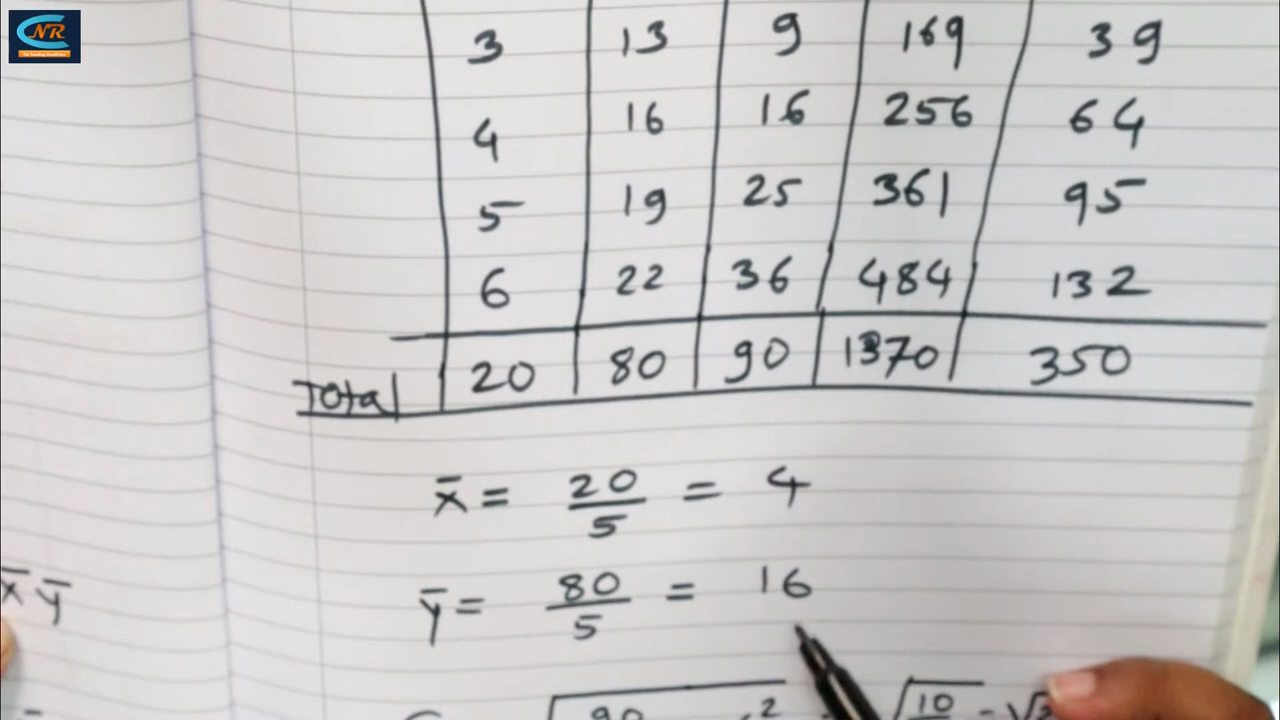 NR
3 13 9 169 39
4 16 16 256 64
5 19 25 361 95
6 22 36 484 132
Total 20 80 90 1370 350
x̄ = 20/5 = 4
x̄ ȳ
ȳ = 80/5 = 16